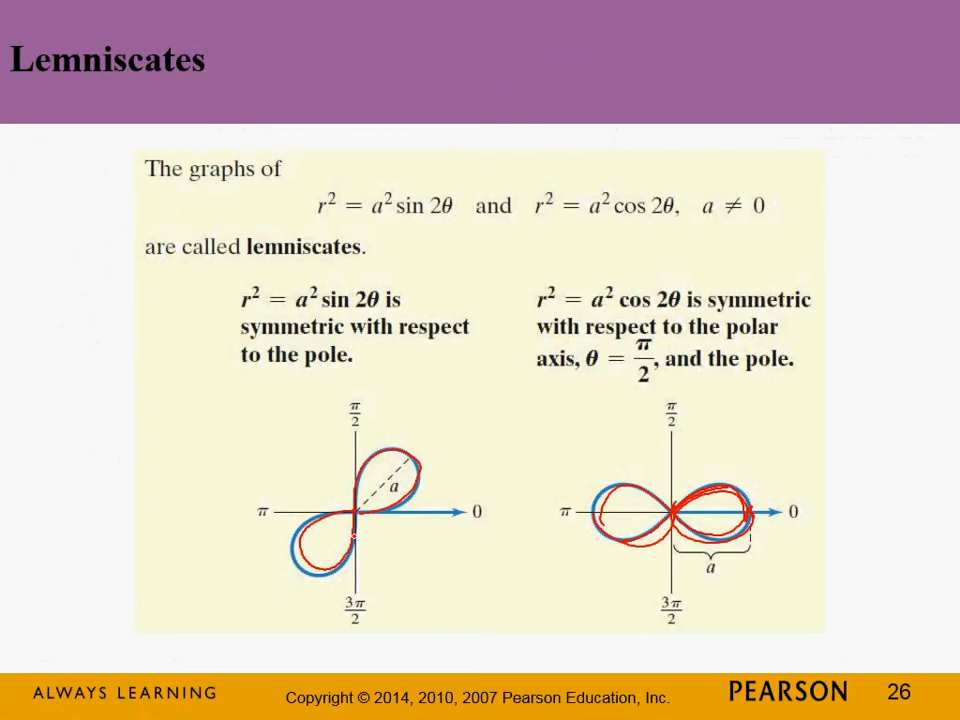 Lemniscates
The graphs of
r² = a² sin 2θ and r² = a² cos 2θ, a ≠ 0
are called lemniscates.
r² = a² sin 2θ is
symmetric with respect
to the pole.
r² = a² cos 2θ is symmetric
with respect to the polar
axis, θ = π/2, and the pole.
π/2
a
π
0
3π/2
π/2
π
0
a
3π/2
ALWAYS LEARNING
Copyright © 2014, 2010, 2007 Pearson Education, Inc.
PEARSON
26